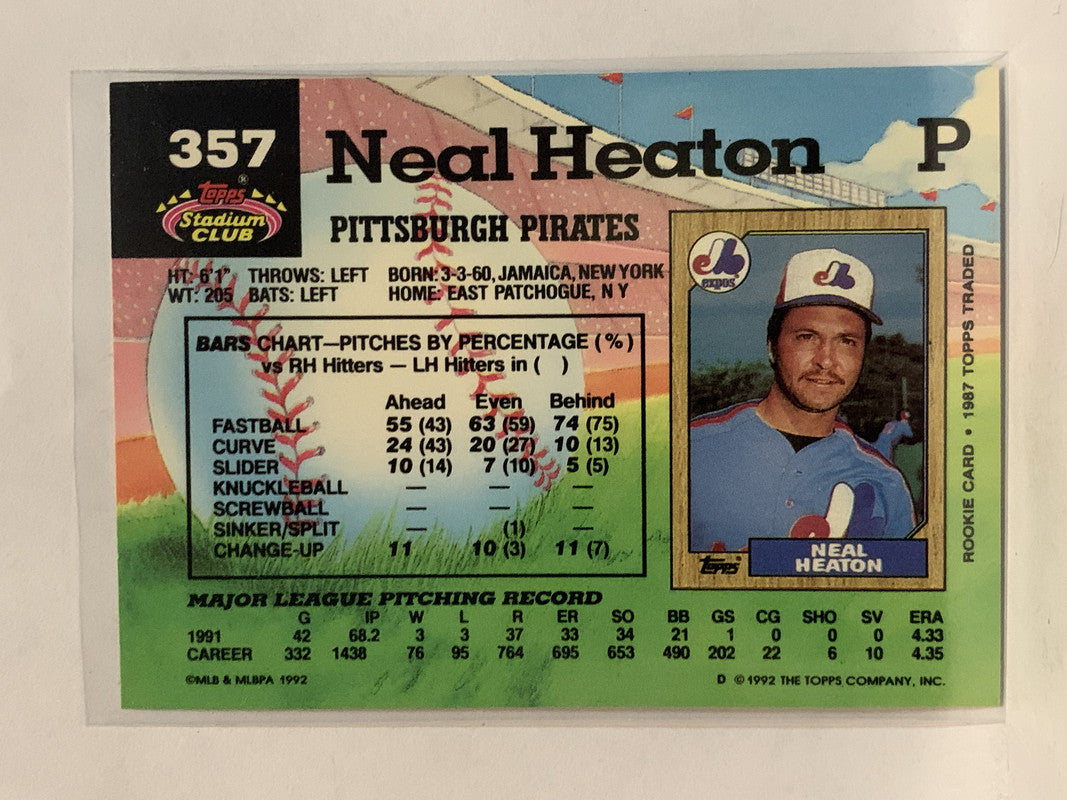 357
Topps ®
Stadium
CLUB
Neal Heaton P
PITTSBURGH PIRATES
HT: 6'1" THROWS: LEFT BORN: 3-3-60, JAMAICA, NEW YORK
WT: 205 BATS: LEFT HOME: EAST PATCHOGUE, N Y
BARS CHART—PITCHES BY PERCENTAGE (%)
vs RH Hitters — LH Hitters in ( )
Ahead Even Behind
FASTBALL 55 (43) 63 (59) 74 (75)
CURVE 24 (43) 20 (27) 10 (13)
SLIDER 10 (14) 7 (10) 5 (5)
KNUCKLEBALL — — —
SCREWBALL — — —
SINKER/SPLIT — (1) —
CHANGE-UP 11 10 (3) 11 (7)
expos
topps
NEAL
HEATON
ROOKIE CARD • 1987 TOPPS TRADED
MAJOR LEAGUE PITCHING RECORD
G IP W L R ER SO BB GS CG SHO SV ERA
1991 42 68.2 3 3 37 33 34 21 1 0 0 0 4.33
CAREER 332 1438 76 95 764 695 653 490 202 22 6 10 4.35
©MLB & MLBPA 1992
D ©1992 THE TOPPS COMPANY, INC.